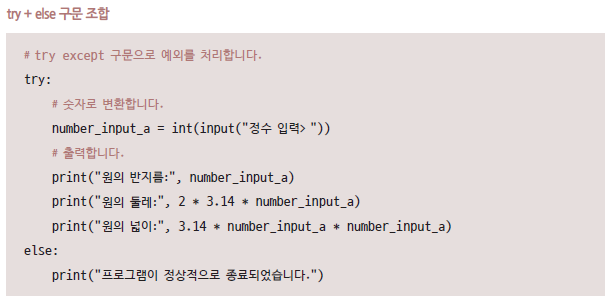 try + else 구문 조합
# try except 구문으로 예외를 처리합니다.
try:
    # 숫자로 변환합니다.
    number_input_a = int(input("정수 입력> "))
    # 출력합니다.
    print("원의 반지름:", number_input_a)
    print("원의 둘레:", 2 * 3.14 * number_input_a)
    print("원의 넓이:", 3.14 * number_input_a * number_input_a)
else:
    print("프로그램이 정상적으로 종료되었습니다.")